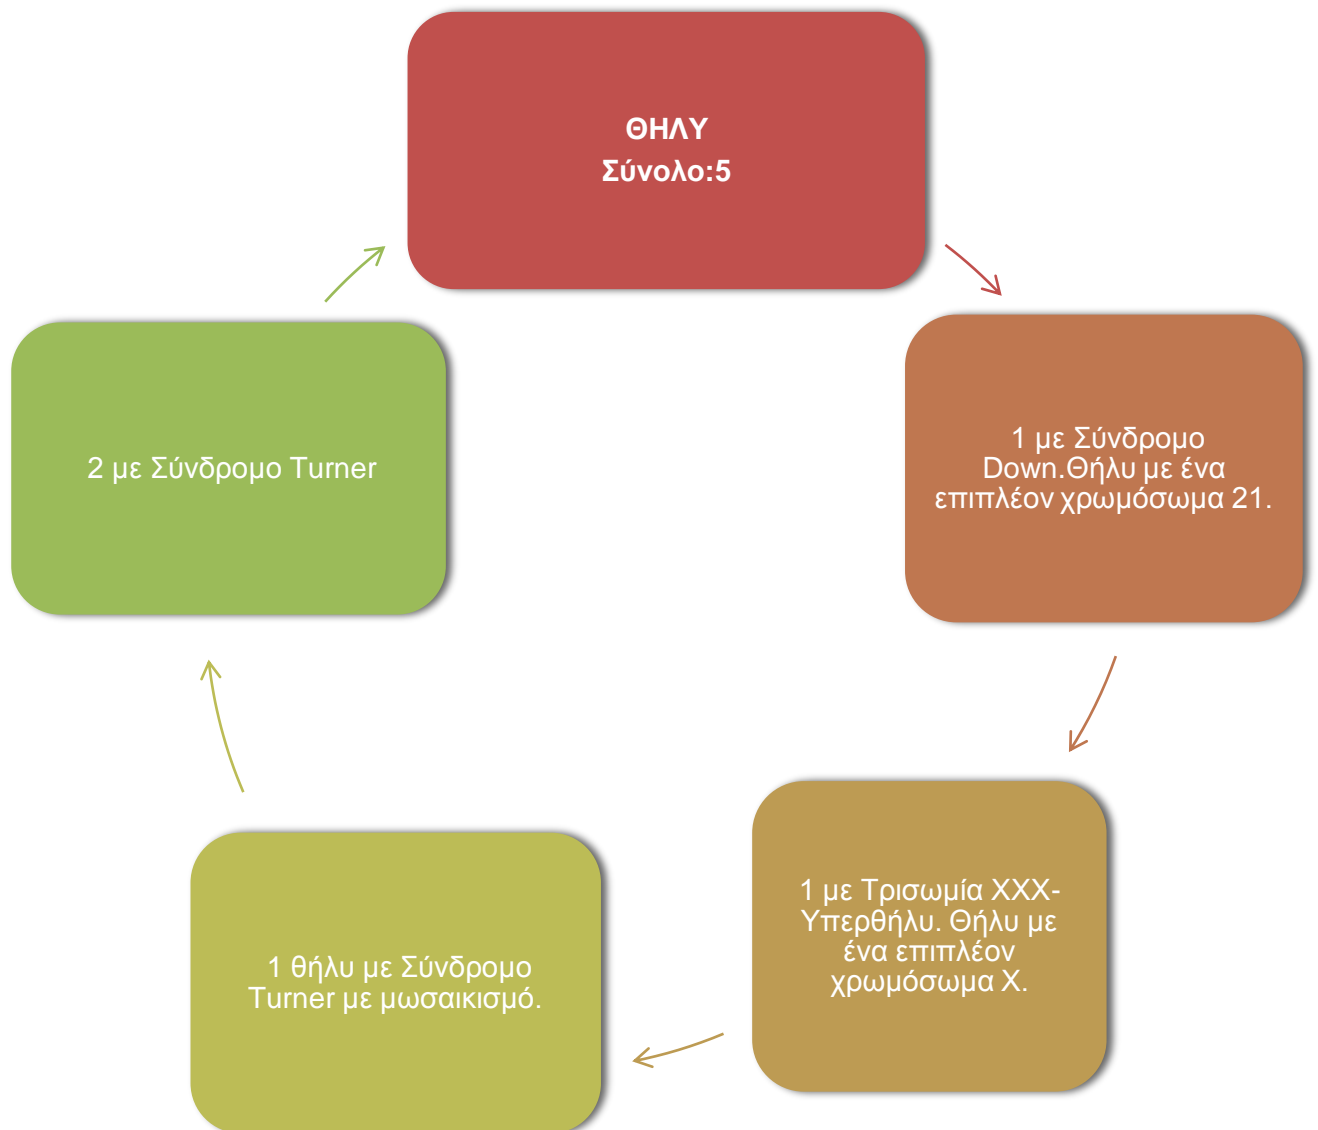 ΘΗΛΥ
Σύνολο:5
1 με Σύνδρομο
Down.Θήλυ με ένα
επιπλέον χρωμόσωμα 21.
1 με Τρισωμία ΧΧΧ-
Υπερθήλυ. Θήλυ με
ένα επιπλέον
χρωμόσωμα Χ.
1 θήλυ με Σύνδρομο
Turner με μωσαικισμό.
2 με Σύνδρομο Turner